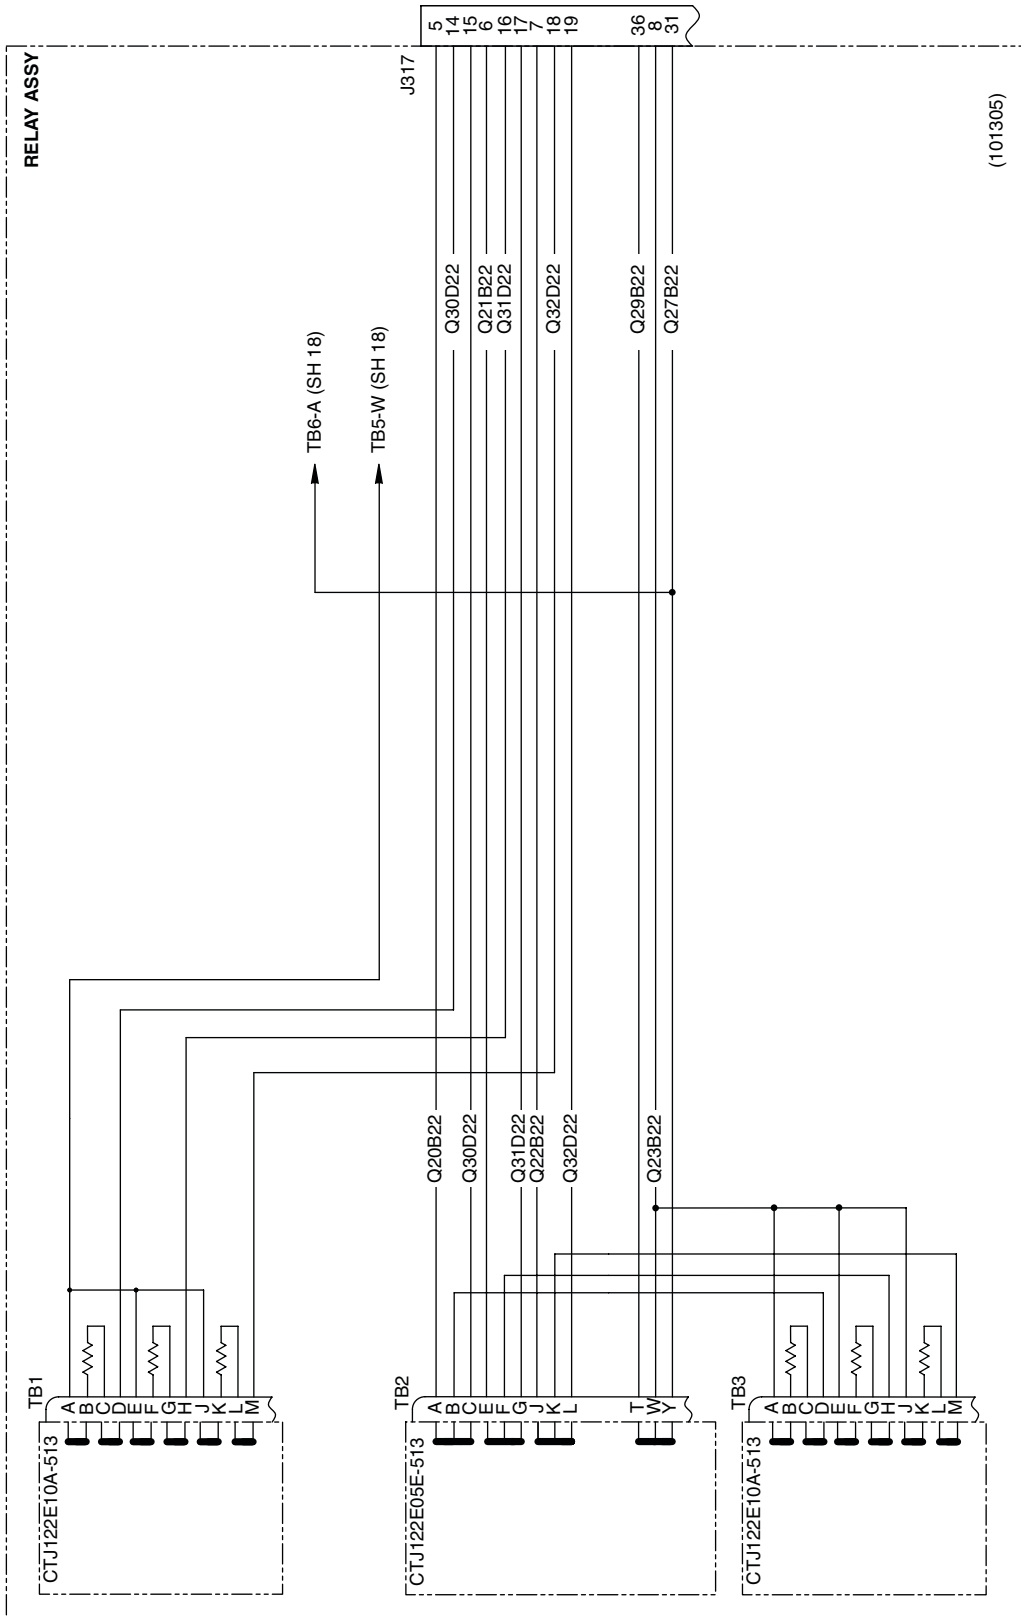 RELAY ASSY
J317
5
14
15
6
16
17
7
18
19
36
8
31
(101305)
TB6-A (SH 18)
TB5-W (SH 18)
Q30D22
Q21B22
Q31D22
Q32D22
Q29B22
Q27B22
Q20B22
Q30D22
Q31D22
Q22B22
Q32D22
Q23B22
TB1
A
B
C
D
E
F
G
H
J
K
L
M
CTJ122E10A-513
TB2
A
B
C
E
F
G
J
K
L
T
W
Y
CTJ122E05E-513
TB3
A
B
C
D
E
F
G
H
J
K
L
M
CTJ122E10A-513